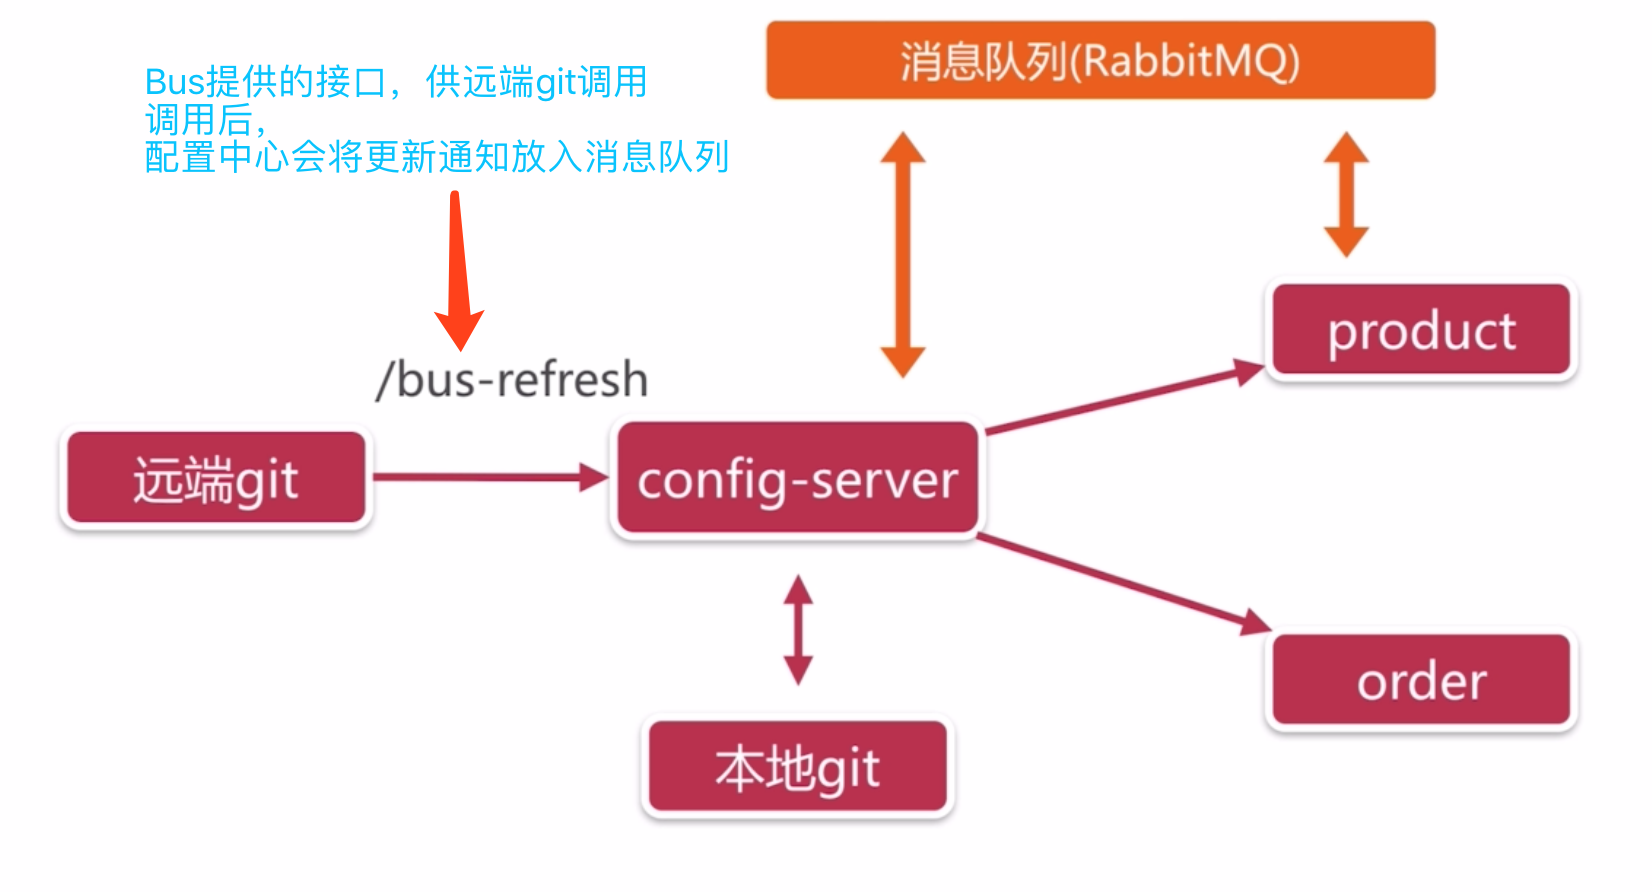 消息队列(RabbitMQ)
Bus提供的接口，供远端git调用
调用后，
配置中心会将更新通知放入消息队列
product
/bus-refresh
远端git
config-server
order
本地git